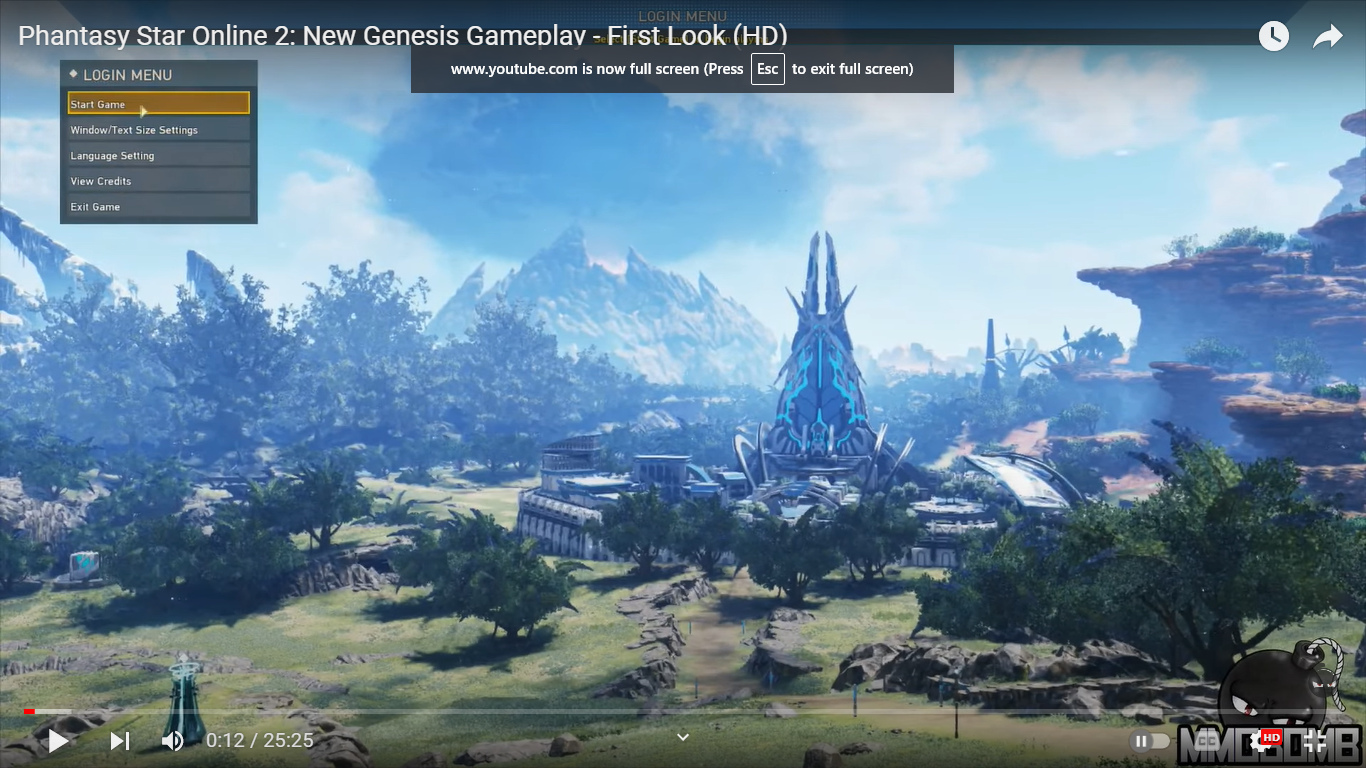 LOGIN MENU
Phantasy Star Online 2: New Genesis Gameplay - First Look (HD)
www.youtube.com is now full screen (Press Esc to exit full screen)
LOGIN MENU
Start Game
Window/Text Size Settings
Language Setting
View Credits
Exit Game
0:12 / 25:25
CC
HD
MMOBOMB